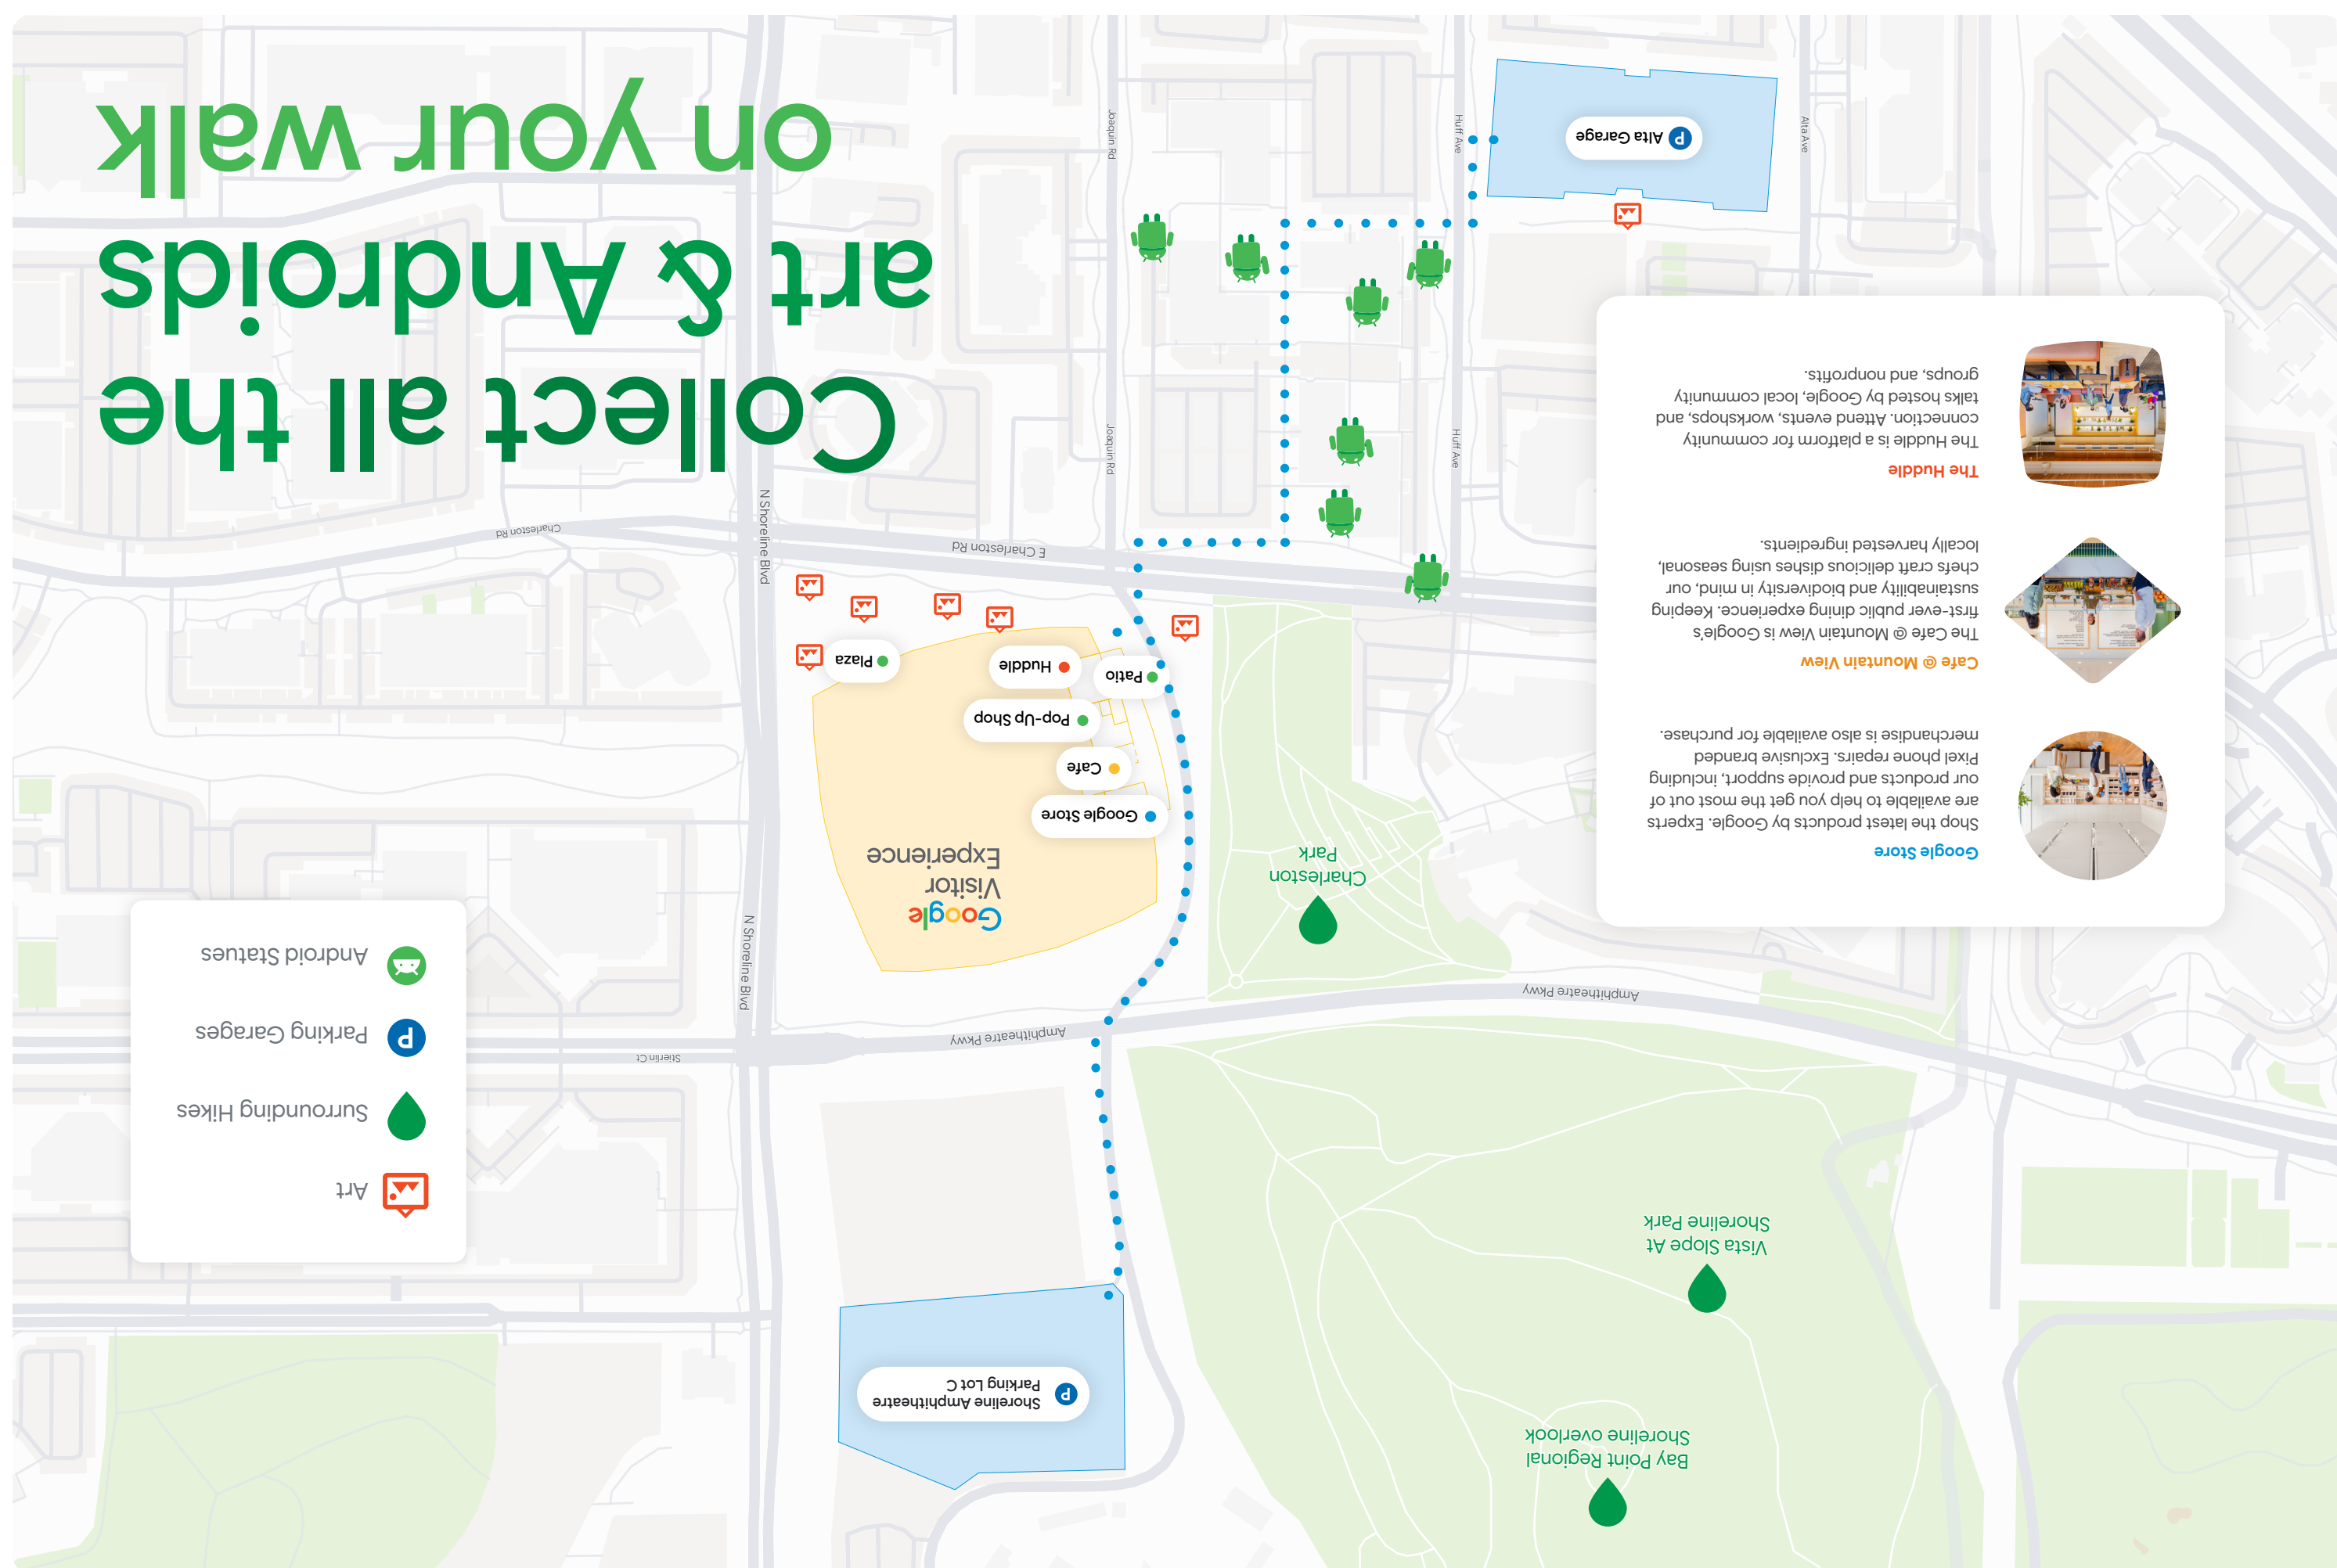 Bay Point Regional
Shoreline overlook
Shoreline Amphitheatre
Parking Lot C
Vista Slope At
Shoreline Park
Art
Surrounding Hikes
Parking Garages
Android Statues
Stierlin Ct
Amphitheatre Pkwy
Amphitheatre Pkwy
N Shoreline Blvd
Google
Visitor
Experience
Charleston
Park
Google Store
Cafe
Pop-Up Shop
Huddle
Patio
Plaza
Google Store
Shop the latest products by Google. Experts
are available to help you get the most out of
our products and provide support, including
Pixel phone repairs. Exclusive branded
merchandise is also available for purchase.
Cafe @ Mountain View
The Cafe @ Mountain View is Google's
first-ever public dining experience. Keeping
sustainability and biodiversity in mind, our
chefs craft delicious dishes using seasonal,
locally harvested ingredients.
The Huddle
The Huddle is a platform for community
connection. Attend events, workshops, and
talks hosted by Google, local community
groups, and nonprofits.
E Charleston Rd
Charleston Rd
N Shoreline Blvd
Joaquin Rd
Huff Ave
Collect all the
art & Androids
on your walk
Joaquin Rd
Huff Ave
Alta Ave
P Alta Garage